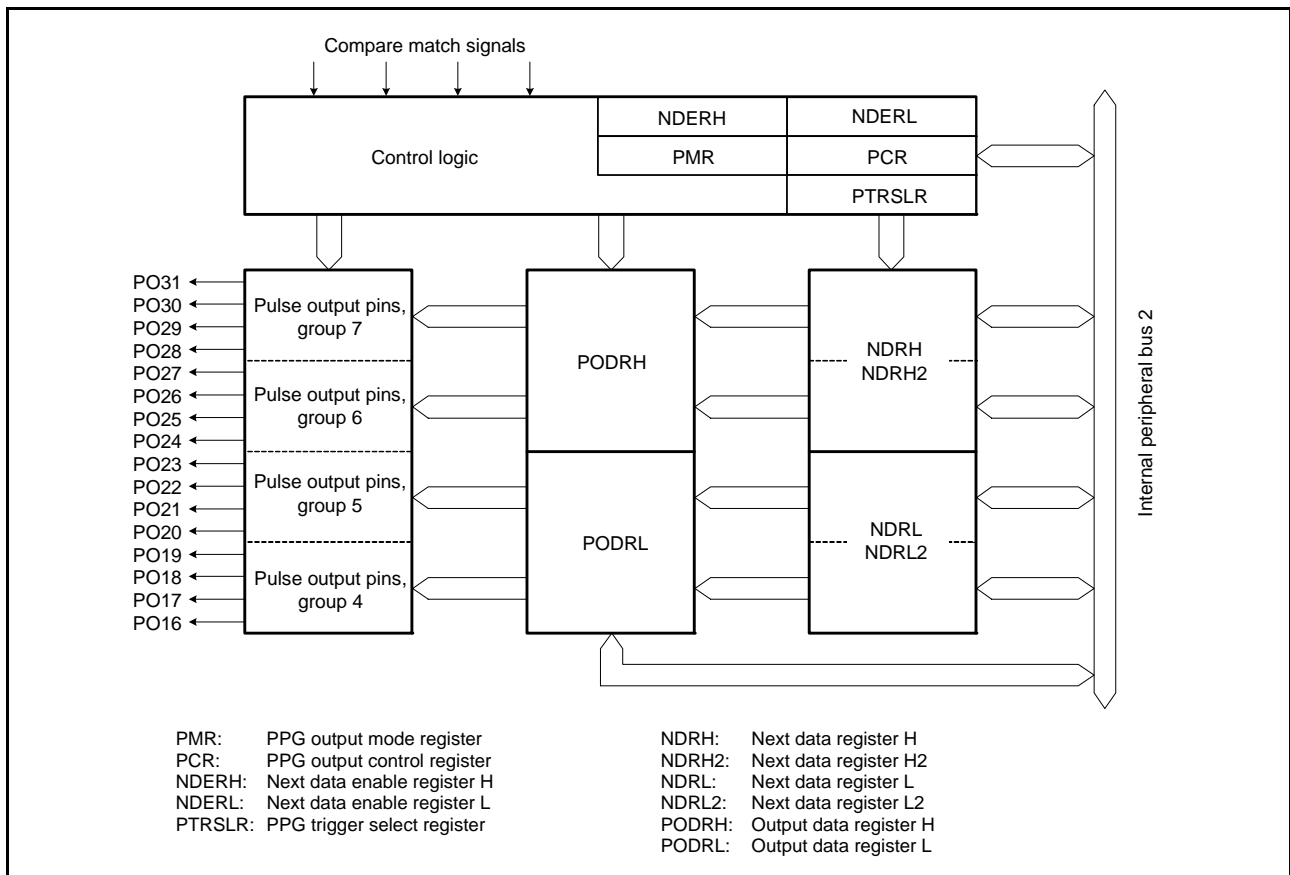 Compare match signals
Control logic
NDERH
NDERL
PMR
PCR
PTRSLR
PO31
PO30
PO29
PO28
PO27
PO26
PO25
PO24
PO23
PO22
PO21
PO20
PO19
PO18
PO17
PO16
Pulse output pins,
group 7
Pulse output pins,
group 6
Pulse output pins,
group 5
Pulse output pins,
group 4
PODRH
PODRL
NDRH
NDRH2
NDRL
NDRL2
Internal peripheral bus 2
PMR: PPG output mode register
PCR: PPG output control register
NDERH: Next data enable register H
NDERL: Next data enable register L
PTRSLR: PPG trigger select register
NDRH: Next data register H
NDRH2: Next data register H2
NDRL: Next data register L
NDRL2: Next data register L2
PODRH: Output data register H
PODRL: Output data register L